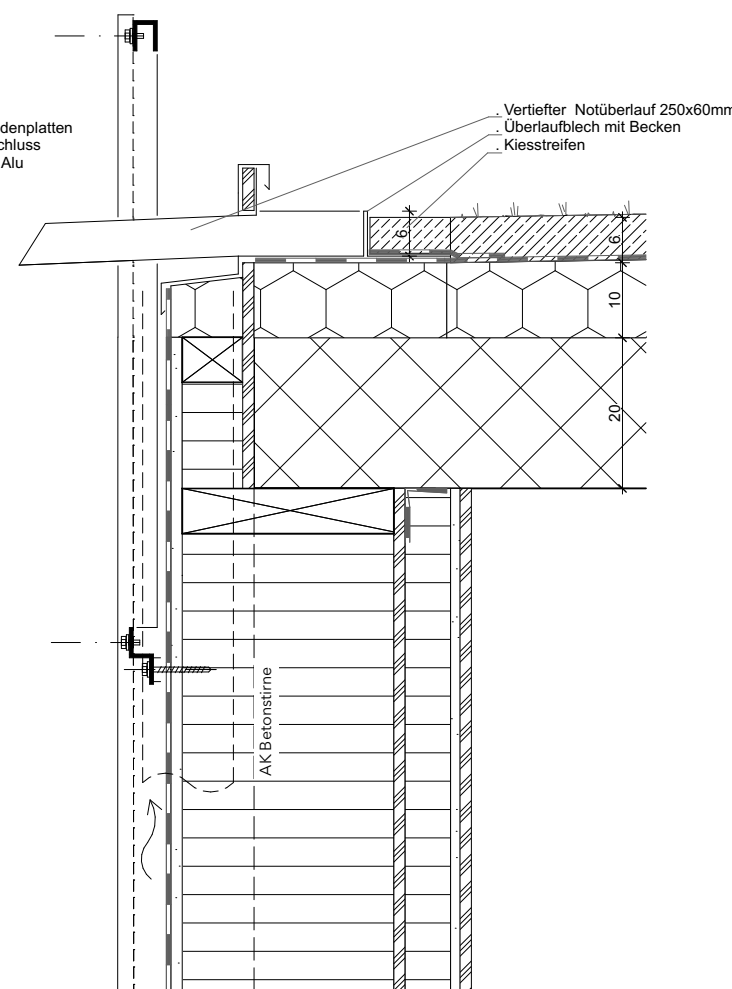 denplatten
chluss
Alu
. Vertiefter Notüberlauf 250x60mm
. Überlaufblech mit Becken
. Kiesstreifen
6
6
10
20
AK Betonstirne